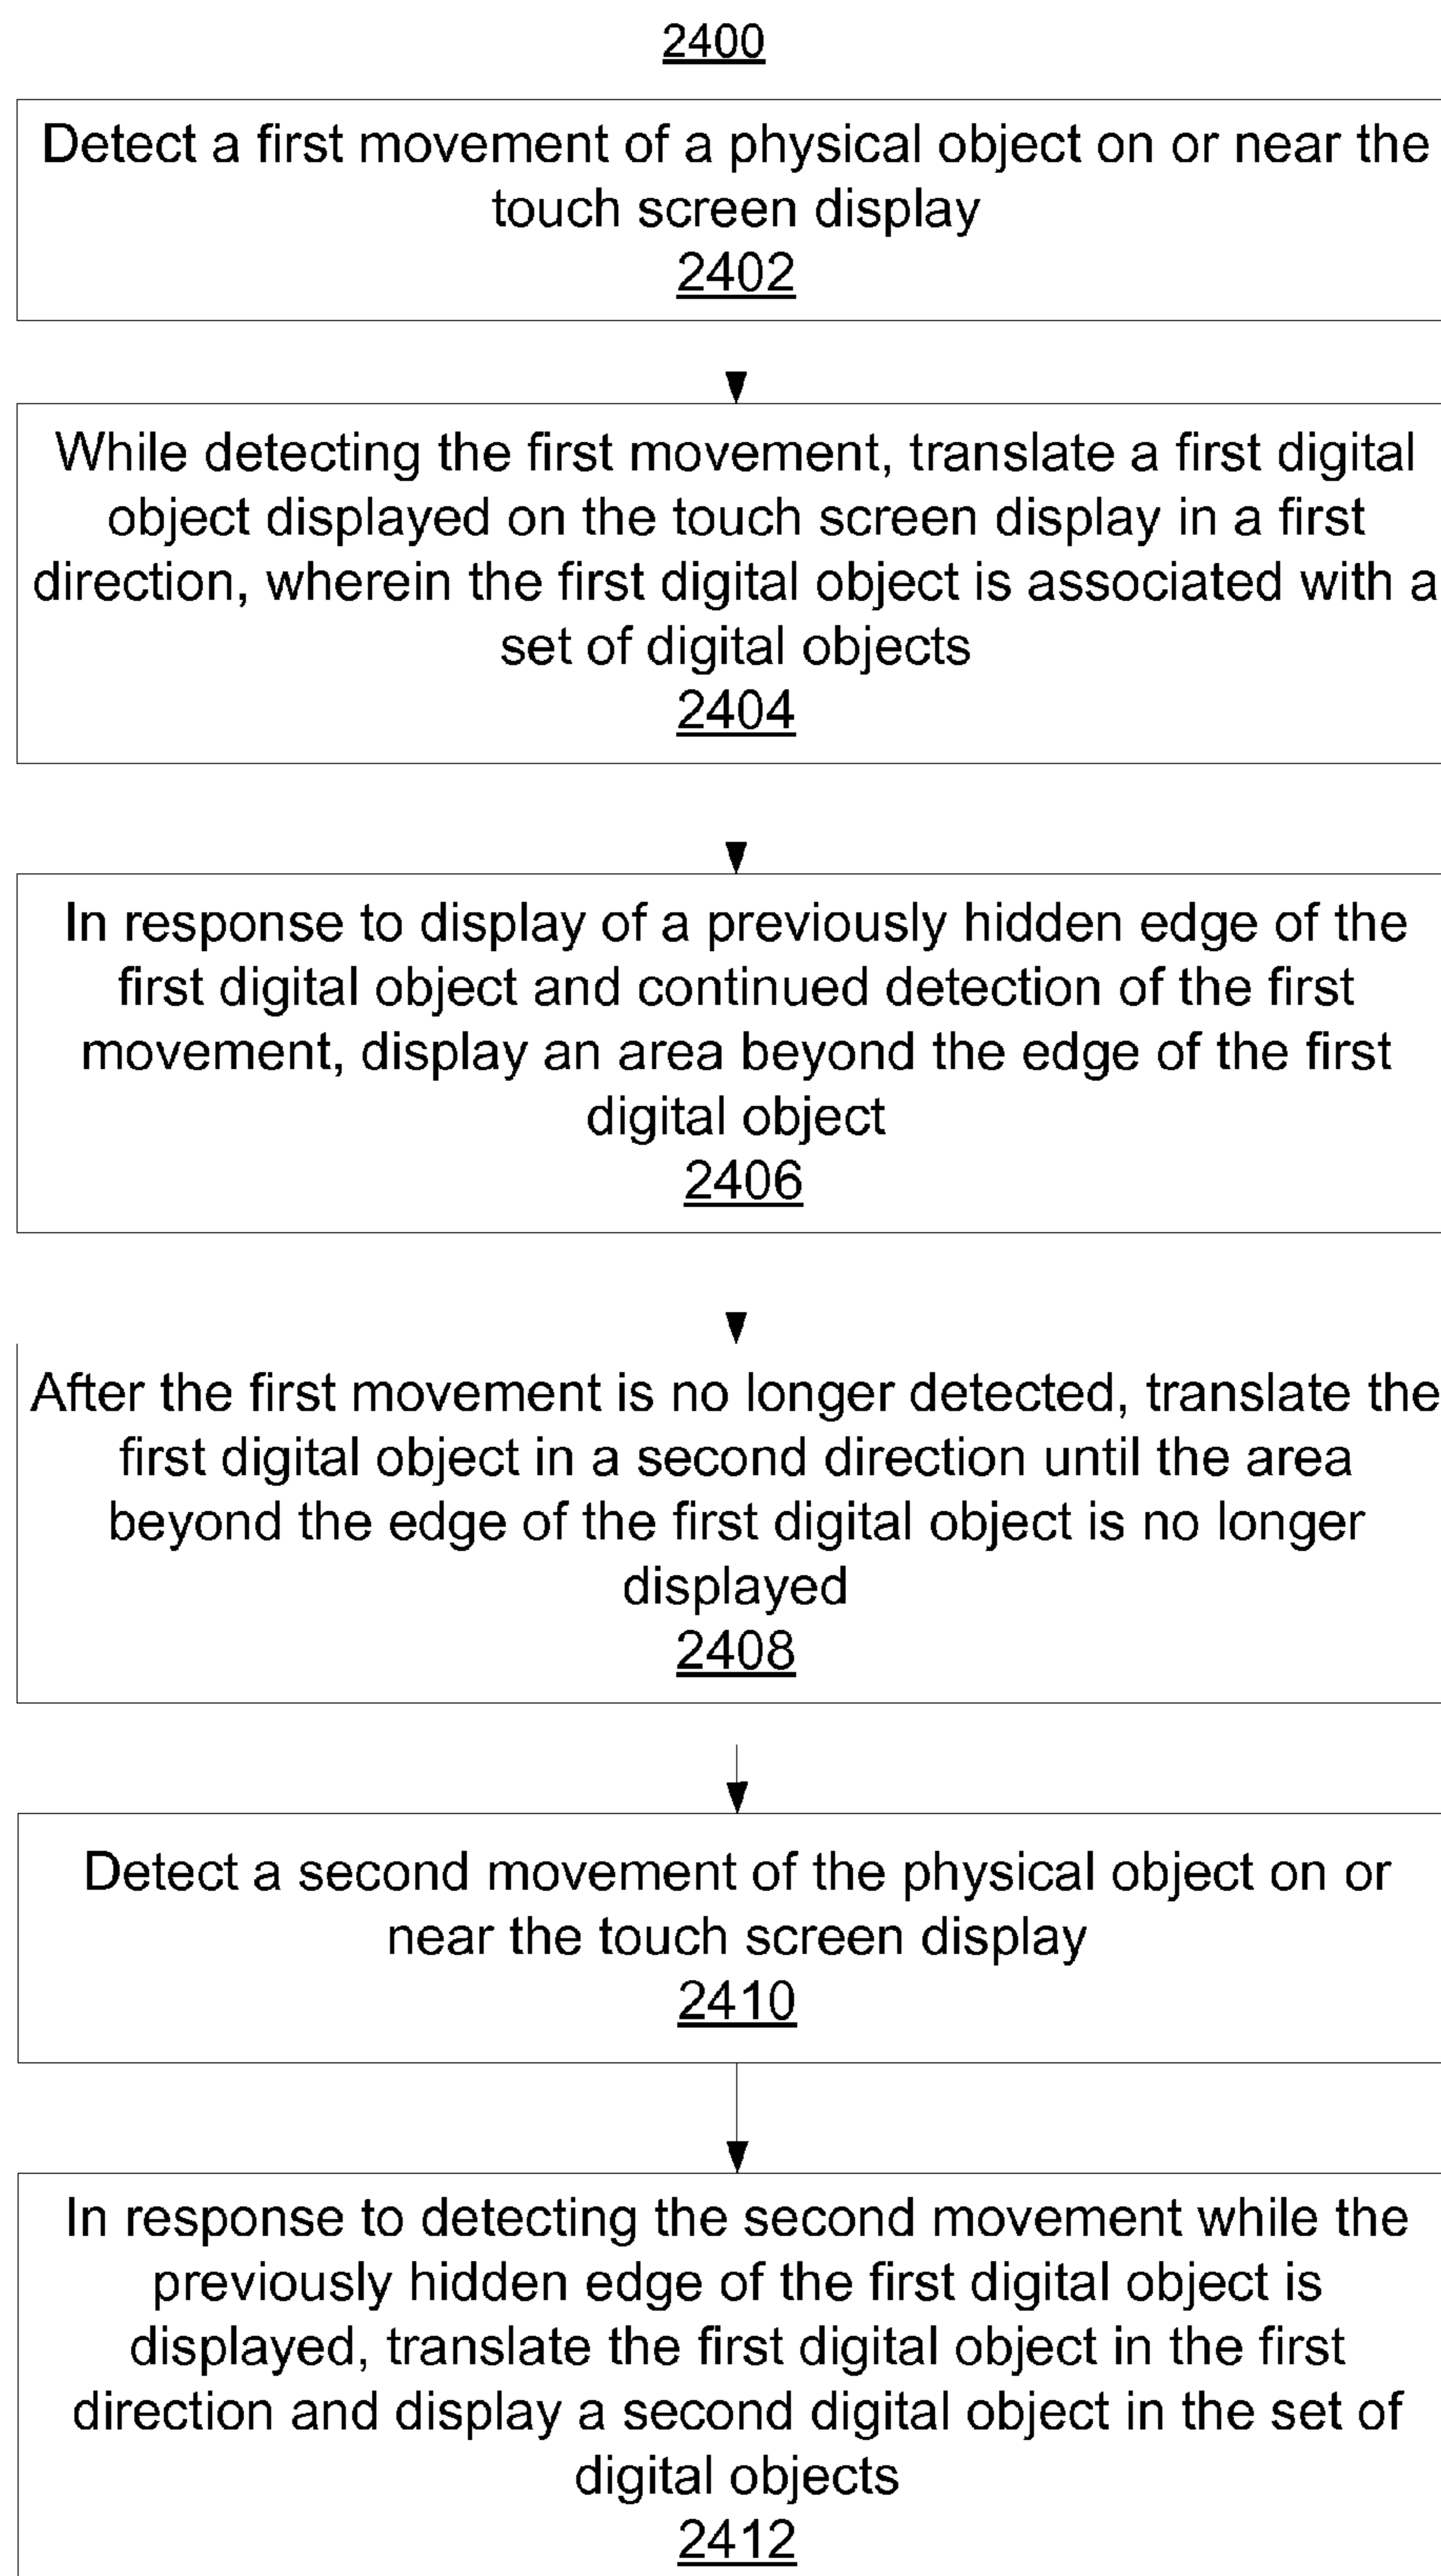 2400
Detect a first movement of a physical object on or near the
touch screen display
2402
While detecting the first movement, translate a first digital
object displayed on the touch screen display in a first
direction, wherein the first digital object is associated with a
set of digital objects
2404
In response to display of a previously hidden edge of the
first digital object and continued detection of the first
movement, display an area beyond the edge of the first
digital object
2406
After the first movement is no longer detected, translate the
first digital object in a second direction until the area
beyond the edge of the first digital object is no longer
displayed
2408
Detect a second movement of the physical object on or
near the touch screen display
2410
In response to detecting the second movement while the
previously hidden edge of the first digital object is
displayed, translate the first digital object in the first
direction and display a second digital object in the set of
digital objects
2412